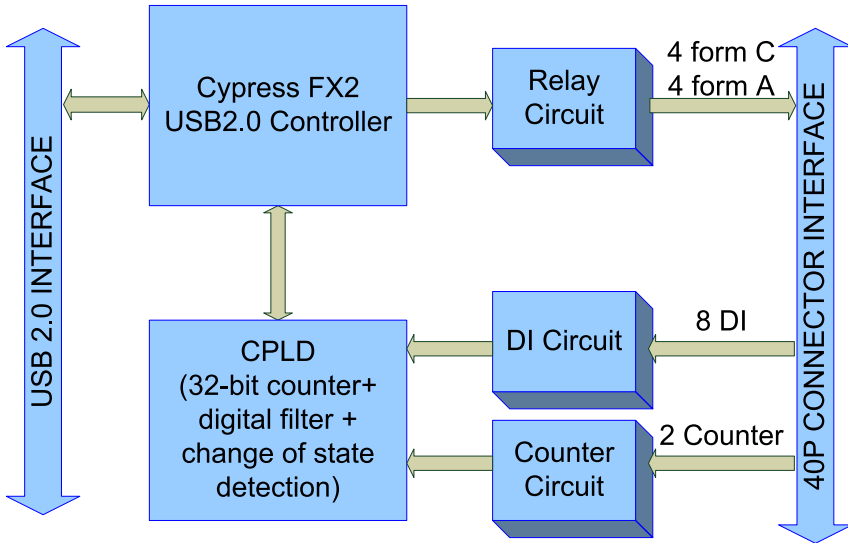 USB 2.0 INTERFACE
Cypress FX2
USB2.0 Controller
Relay
Circuit
4 form C
4 form A
40P CONNECTOR INTERFACE
CPLD
(32-bit counter+
digital filter +
change of state
detection)
DI Circuit
8 DI
Counter
Circuit
2 Counter